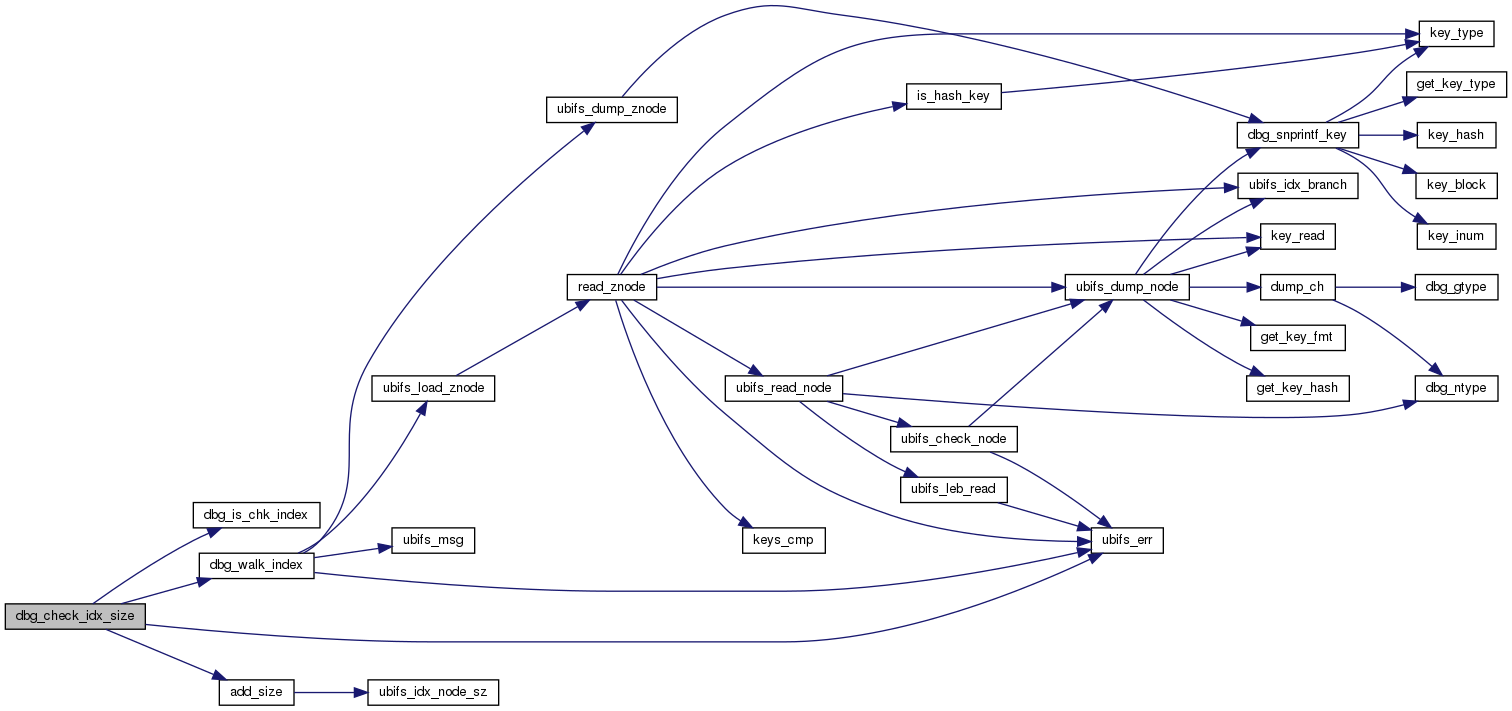 key_type
get_key_type
is_hash_key
ubifs_dump_znode
dbg_snprintf_key
key_hash
ubifs_idx_branch
key_block
key_read
key_inum
read_znode
ubifs_dump_node
dump_ch
dbg_gtype
get_key_fmt
ubifs_load_znode
ubifs_read_node
get_key_hash
dbg_ntype
ubifs_check_node
ubifs_leb_read
dbg_is_chk_index
ubifs_msg
keys_cmp
ubifs_err
dbg_walk_index
dbg_check_idx_size
add_size
ubifs_idx_node_sz